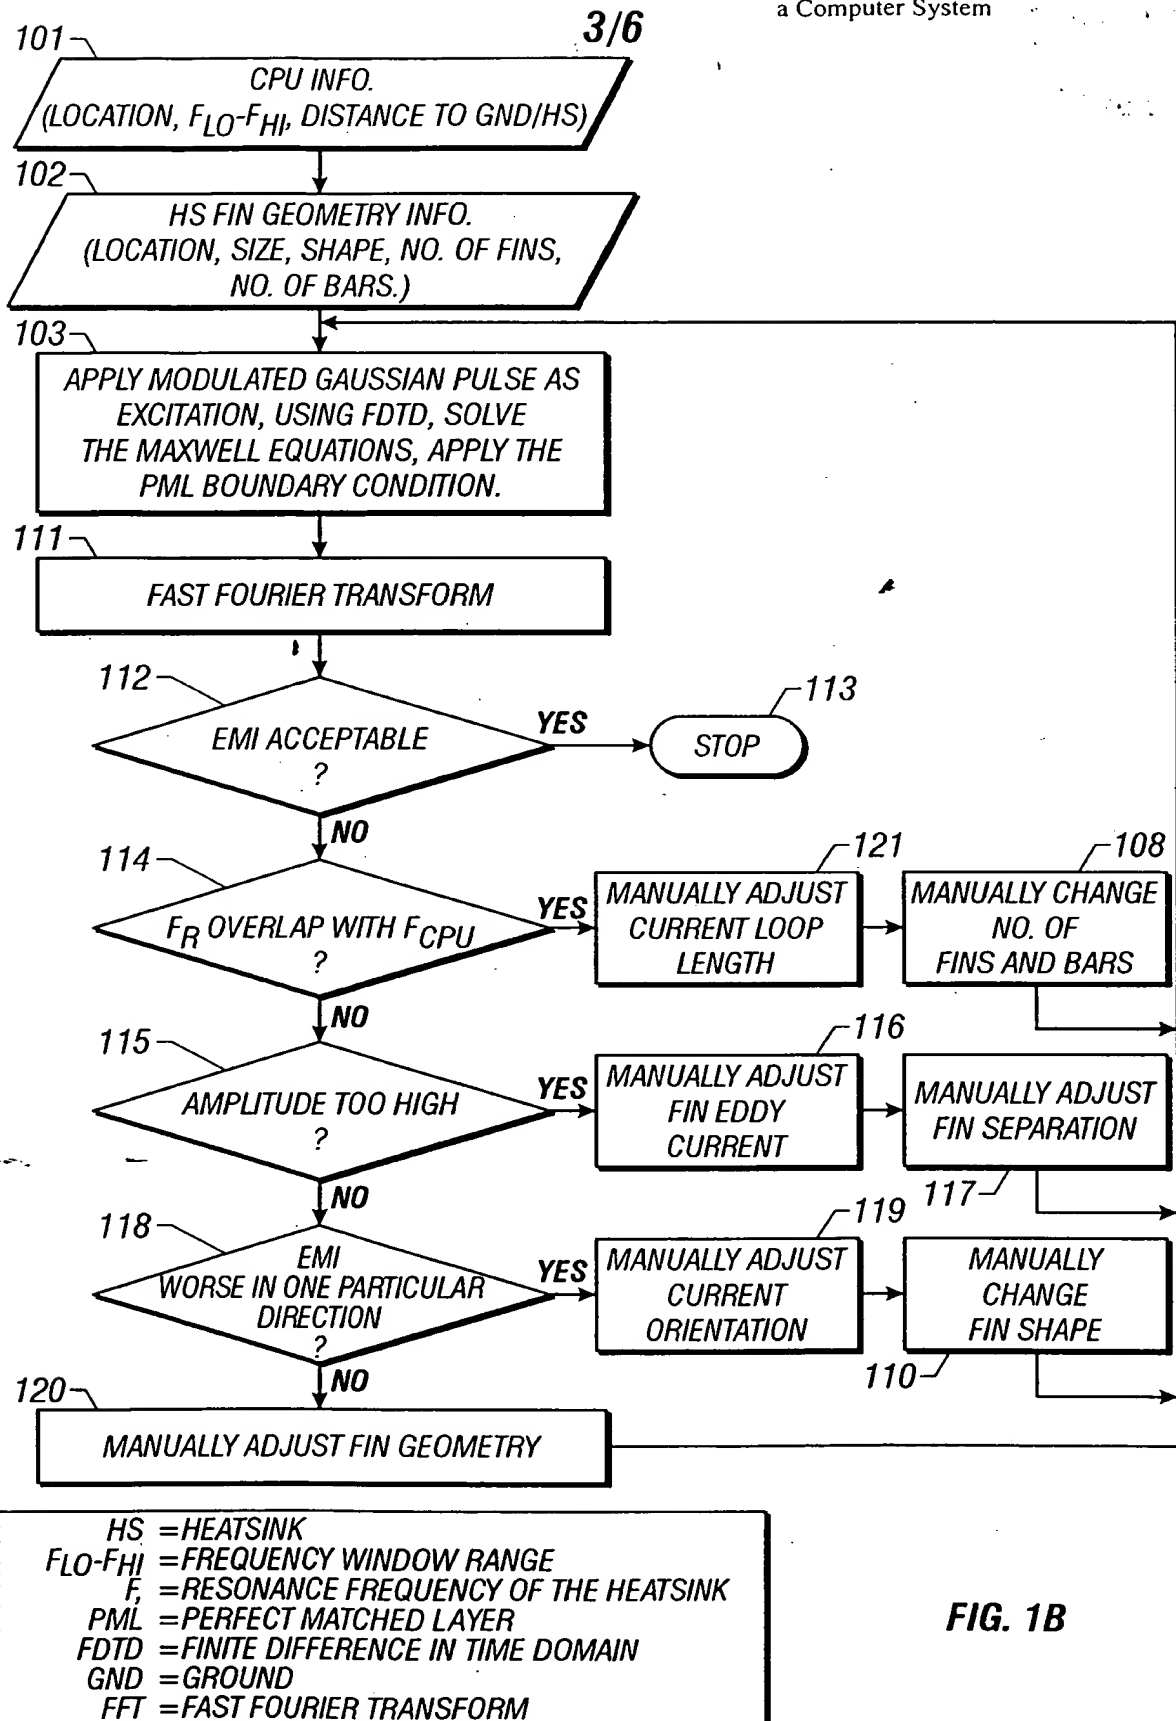 a Computer System
3/6
101
CPU INFO.
(LOCATION, FLO-FHI, DISTANCE TO GND/HS)
102
HS FIN GEOMETRY INFO.
(LOCATION, SIZE, SHAPE, NO. OF FINS,
NO. OF BARS.)
103
APPLY MODULATED GAUSSIAN PULSE AS
EXCITATION, USING FDTD, SOLVE
THE MAXWELL EQUATIONS, APPLY THE
PML BOUNDARY CONDITION.
111
FAST FOURIER TRANSFORM
112
EMI ACCEPTABLE
?
YES
113
STOP
NO
114
FR OVERLAP WITH FCPU
?
YES
121
MANUALLY ADJUST
CURRENT LOOP
LENGTH
108
MANUALLY CHANGE
NO. OF
FINS AND BARS
NO
115
AMPLITUDE TOO HIGH
?
YES
116
MANUALLY ADJUST
FIN EDDY
CURRENT
MANUALLY ADJUST
FIN SEPARATION
117
NO
118
EMI
WORSE IN ONE PARTICULAR
DIRECTION
?
YES
119
MANUALLY ADJUST
CURRENT
ORIENTATION
MANUALLY
CHANGE
FIN SHAPE
110
NO
120
MANUALLY ADJUST FIN GEOMETRY
HS =HEATSINK
FLO-FHI =FREQUENCY WINDOW RANGE
F, =RESONANCE FREQUENCY OF THE HEATSINK
PML =PERFECT MATCHED LAYER
FDTD =FINITE DIFFERENCE IN TIME DOMAIN
GND =GROUND
FFT =FAST FOURIER TRANSFORM
FIG. 1B